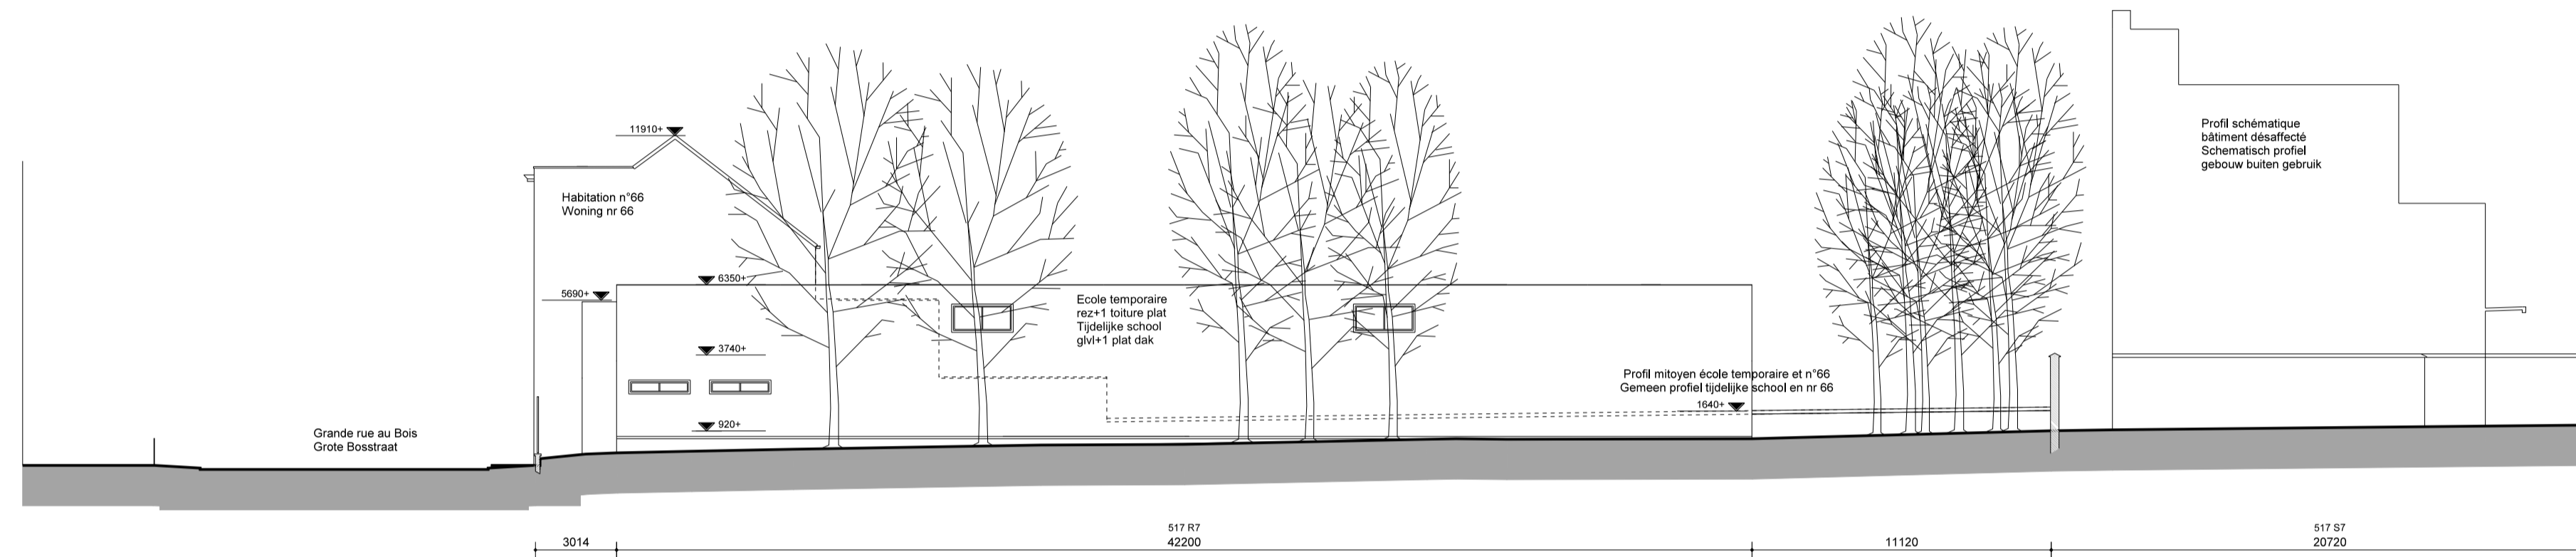 11910+
Habitation n°66
Woning nr 66
6350+
5690+
3740+
920+
Grande rue au Bois
Grote Bosstraat
Ecole temporaire
rez+1 toiture plat
Tijdelijke school
glvl+1 plat dak
Profil mitoyen école temporaire et n°66
Gemeen profiel tijdelijke school en nr 66
1640+
Profil schématique
bâtiment désaffecté
Schematisch profiel
gebouw buiten gebruik
517 R7
517 S7
3014
42200
11120
20720